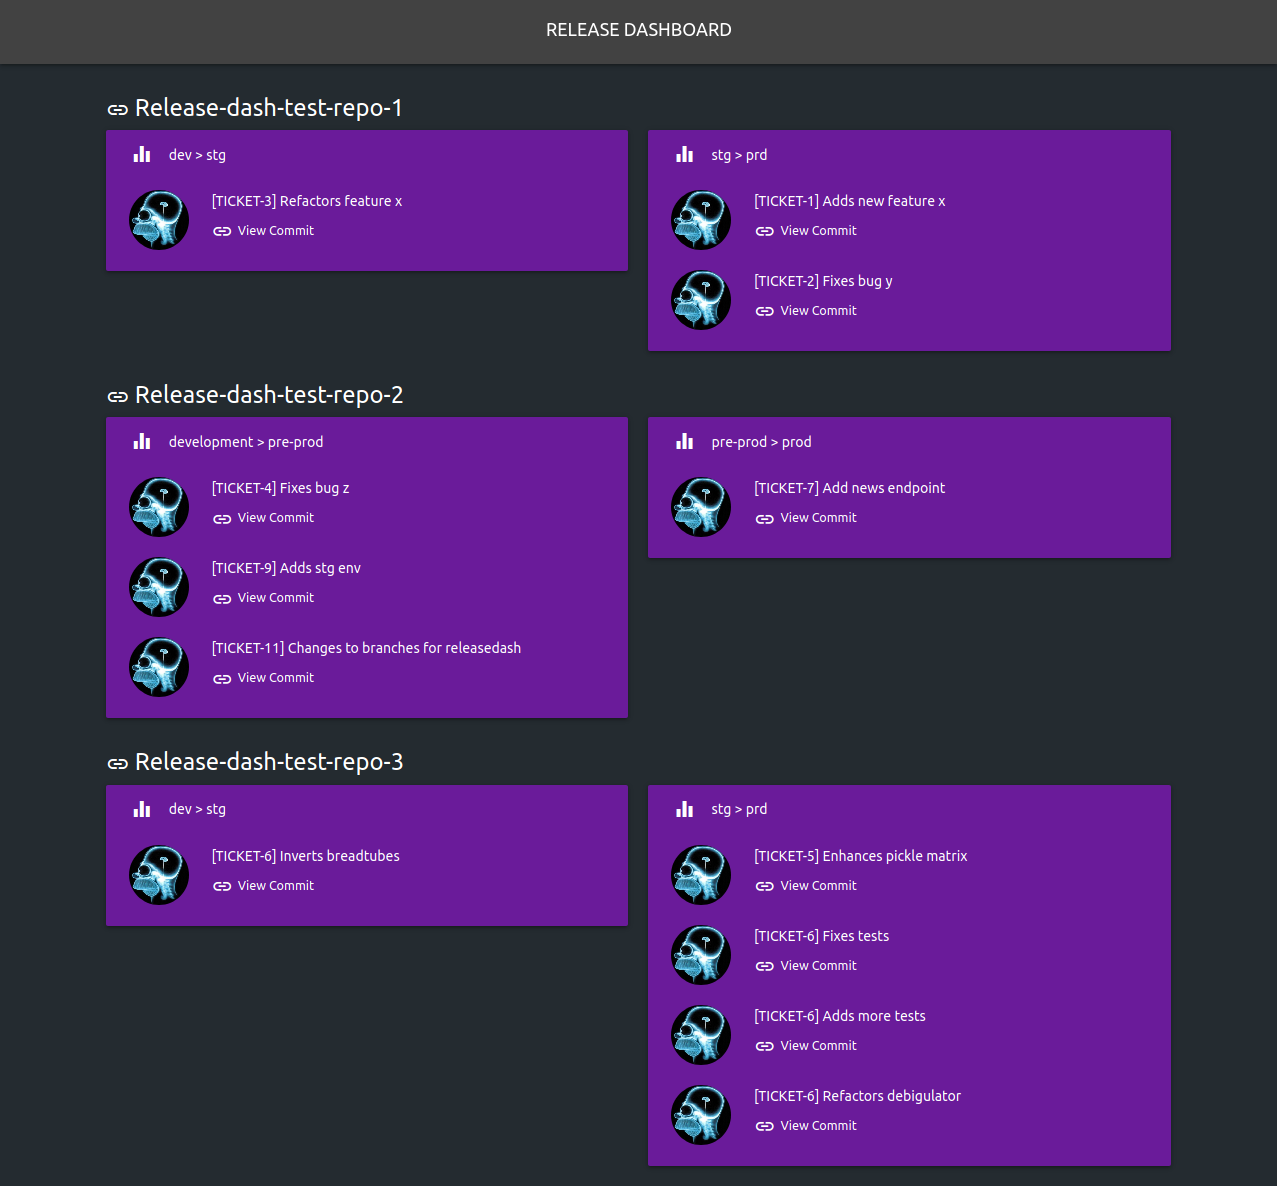 RELEASE DASHBOARD
Release-dash-test-repo-1
dev > stg
[TICKET-3] Refactors feature x
View Commit
stg > prd
[TICKET-1] Adds new feature x
View Commit
[TICKET-2] Fixes bug y
View Commit
Release-dash-test-repo-2
development > pre-prod
[TICKET-4] Fixes bug z
View Commit
[TICKET-9] Adds stg env
View Commit
[TICKET-11] Changes to branches for releasedash
View Commit
pre-prod > prod
[TICKET-7] Add news endpoint
View Commit
Release-dash-test-repo-3
dev > stg
[TICKET-6] Inverts breadtubes
View Commit
stg > prd
[TICKET-5] Enhances pickle matrix
View Commit
[TICKET-6] Fixes tests
View Commit
[TICKET-6] Adds more tests
View Commit
[TICKET-6] Refactors debigulator
View Commit